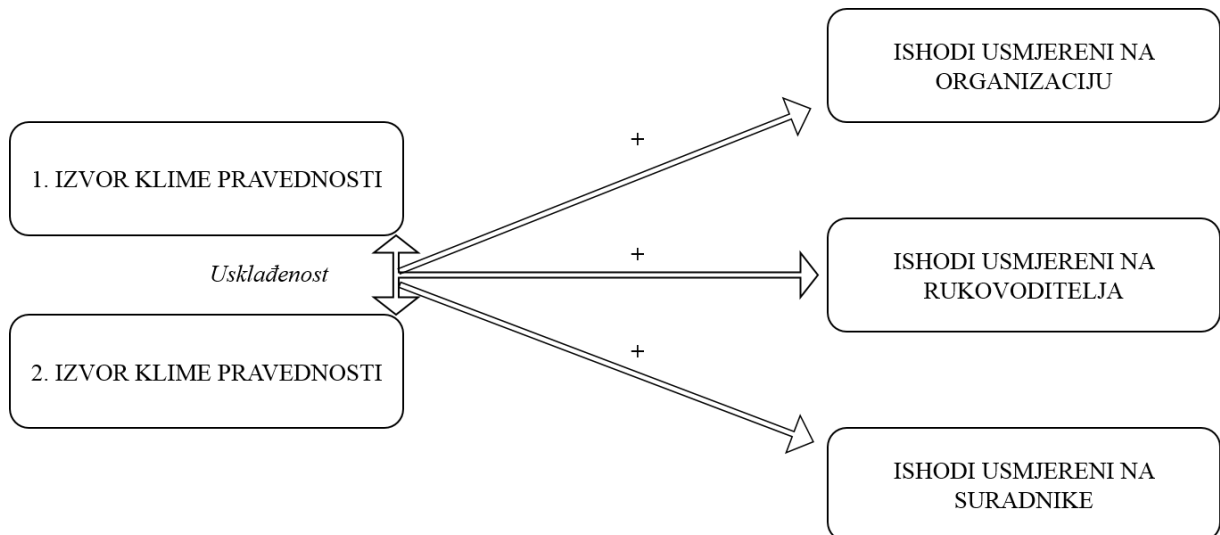 ISHODI USMJERENI NA
ORGANIZACIJU
+
1. IZVOR KLIME PRAVEDNOSTI
Usklađenost
+
ISHODI USMJERENI NA
RUKOVODITELJA
2. IZVOR KLIME PRAVEDNOSTI
+
ISHODI USMJERENI NA
SURADNIKE